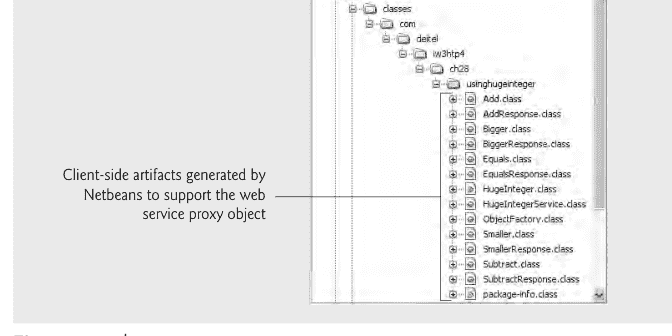 classes
com
deitel
iw3htp4
ch28
usinghugeinteger
Add.class
AddResponse.class
Bigger.class
BiggerResponse.class
Equals.class
EqualsResponse.class
HugeInteger.class
HugeIntegerService.class
ObjectFactory.class
Smaller.class
SmallerResponse.class
Subtract.class
SubtractResponse.class
package-info.class
Client-side artifacts generated by
Netbeans to support the web
service proxy object